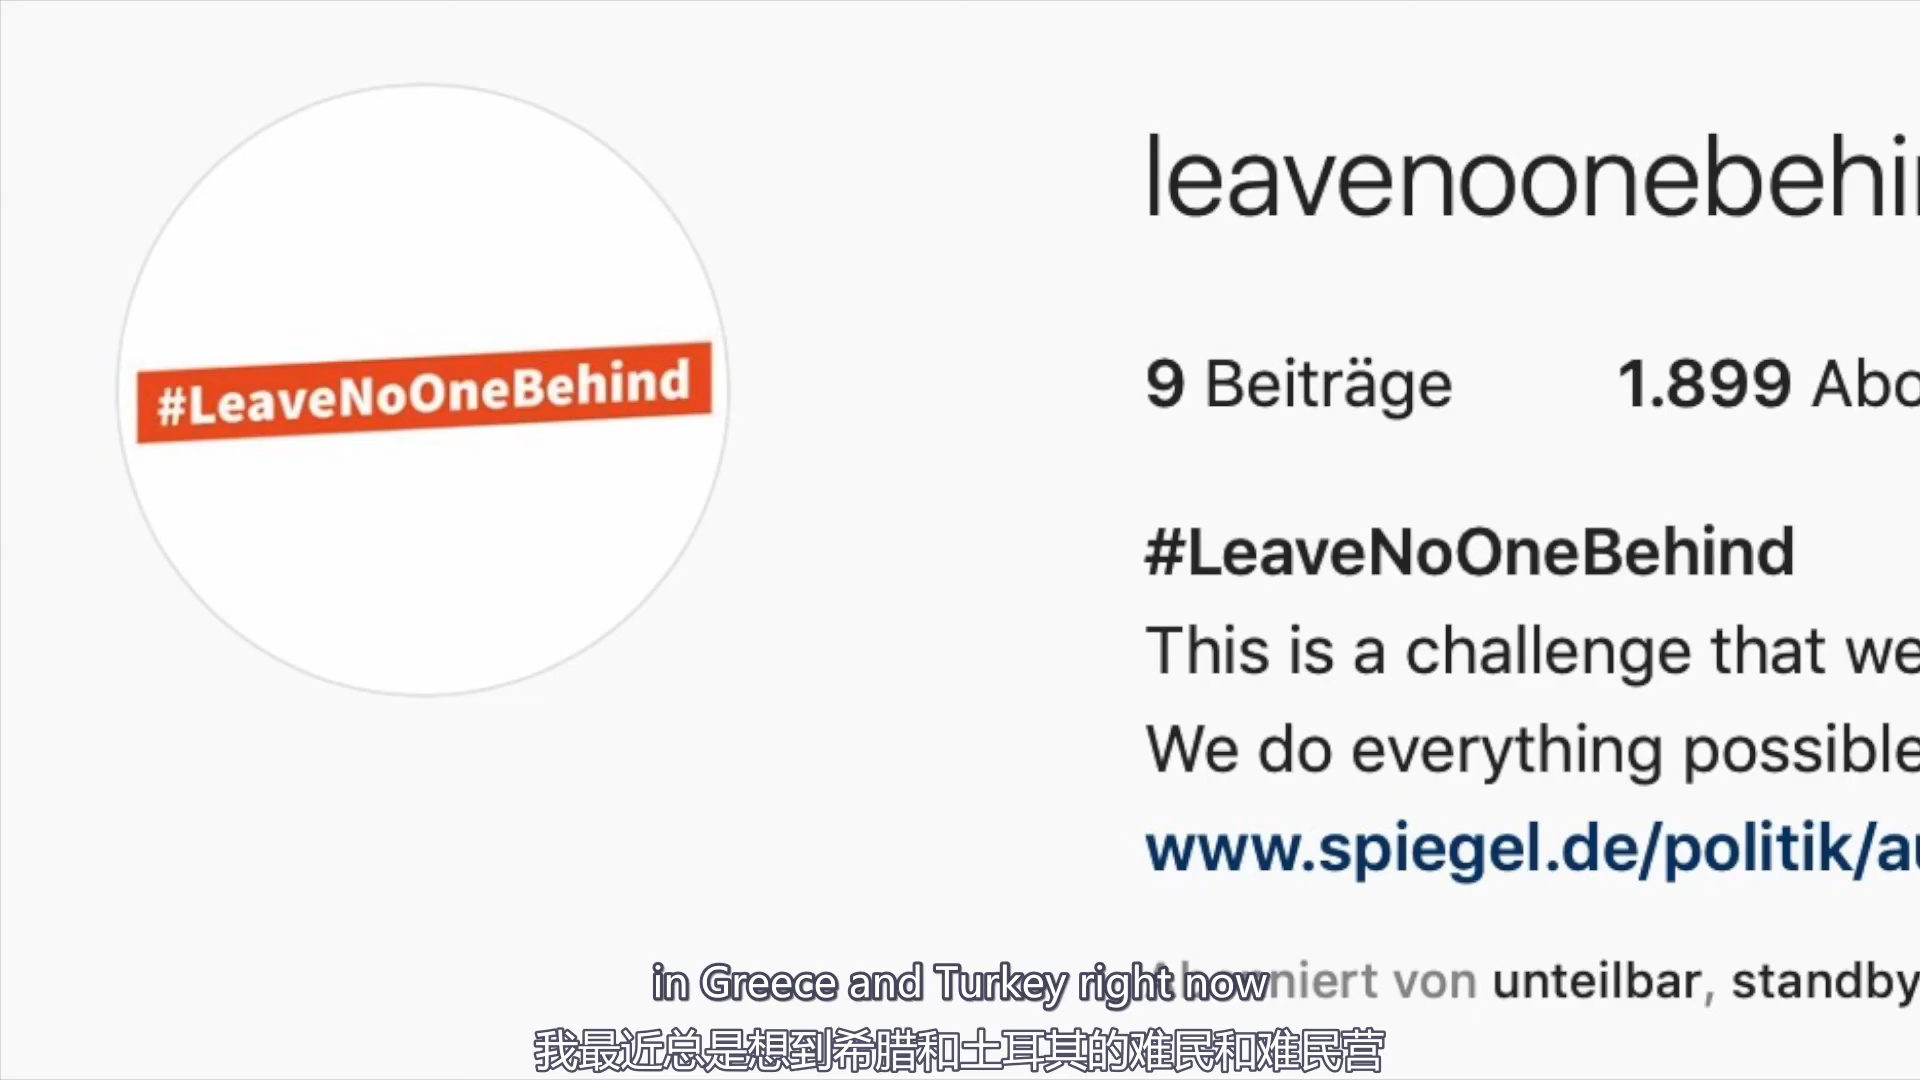 #LeaveNoOneBehind
leavenoonebehi
9 Beiträge 1.899 Abo
#LeaveNoOneBehind
This is a challenge that we
We do everything possible
www.spiegel.de/politik/au
niert von unteilbar, standby
in Greece and Turkey right now
我最近总是想到希腊和土耳其的难民和难民营